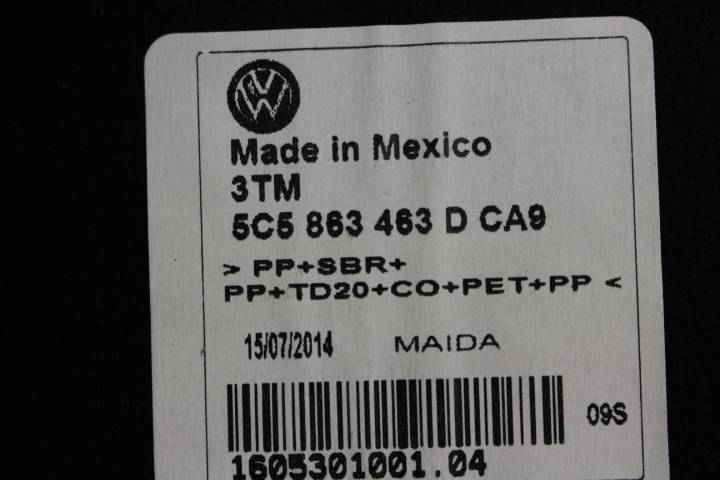 VW
Made in Mexico
3TM
5C5 863 463 D CA9
> PP+SBR+
PP+TD20+CO+PET+PP <
15/07/2014 MAIDA
09S
1605301001.04